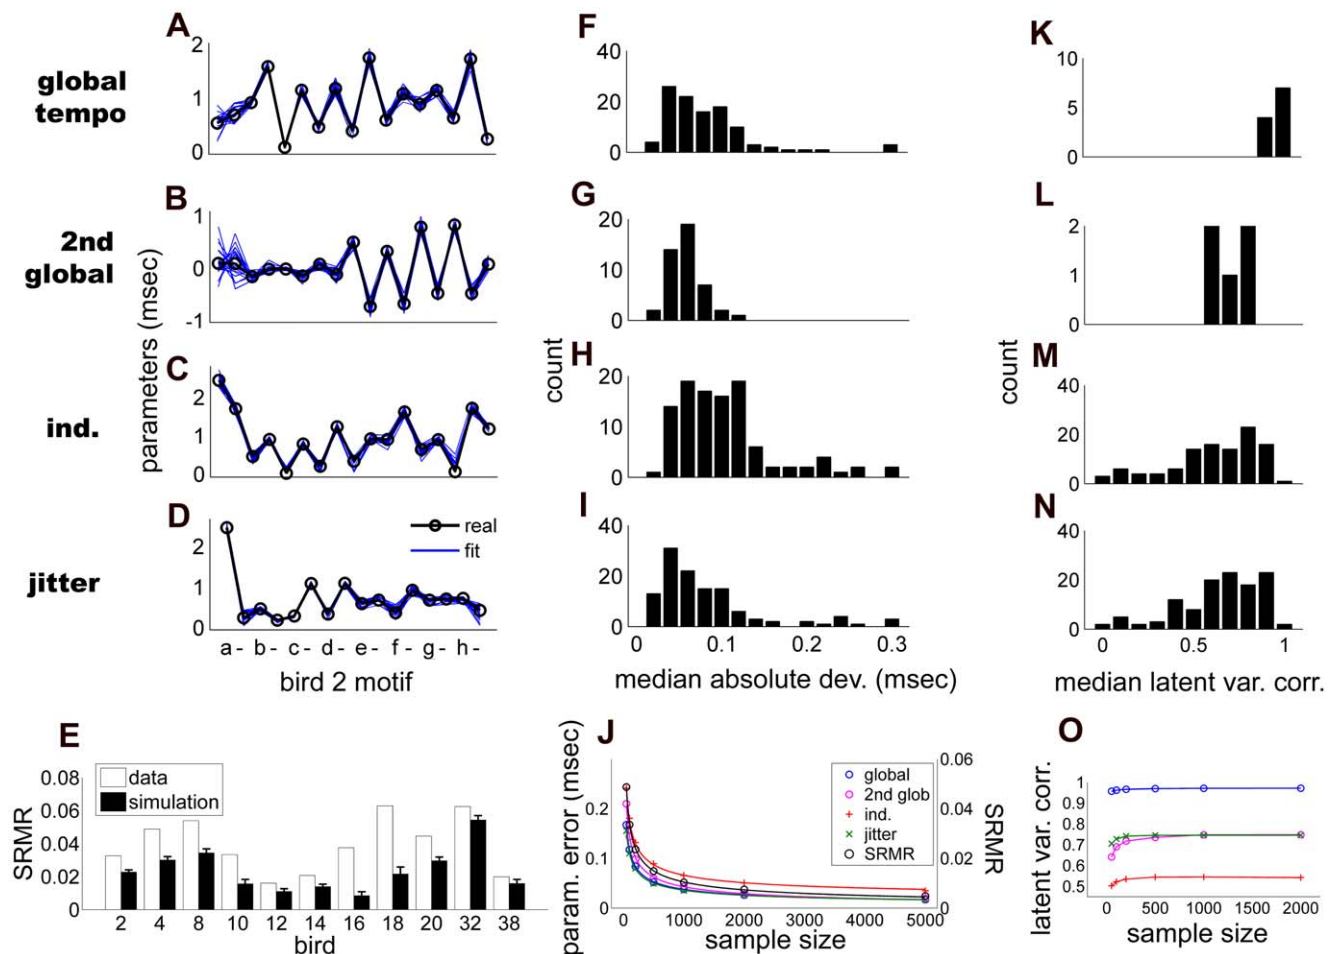 A
F
K
global
tempo
2
1
0
40
20
0
10
5
0
B
G
L
2nd
global
1
0
-1
20
10
0
2
1
0
parameters (msec)
count
count
C
H
M
ind.
2
1
0
20
10
0
40
20
0
D
I
N
jitter
real
fit
2
1
0
40
20
0
40
20
0
a - b - c - d - e - f - g - h -
0 0.1 0.2 0.3
0 0.5 1
bird 2 motif
median absolute dev. (msec)
median latent var. corr.
E
SRMR
0.08
0.06
0.04
0.02
0
data
simulation
2 4 8 10 12 14 16 18 20 32 38
bird
J
param. error (msec)
0.2
0.1
0
global
2nd glob
ind.
jitter
SRMR
0.06
0.04
0.02
0
SRMR
0 1000 2000 3000 4000 5000
sample size
O
latent var. corr.
1
0.9
0.8
0.7
0.6
0.5
0 500 1000 1500 2000
sample size